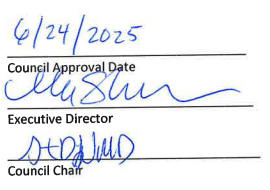 6/24/2025
Council Approval Date
Executive Director
Council Chair